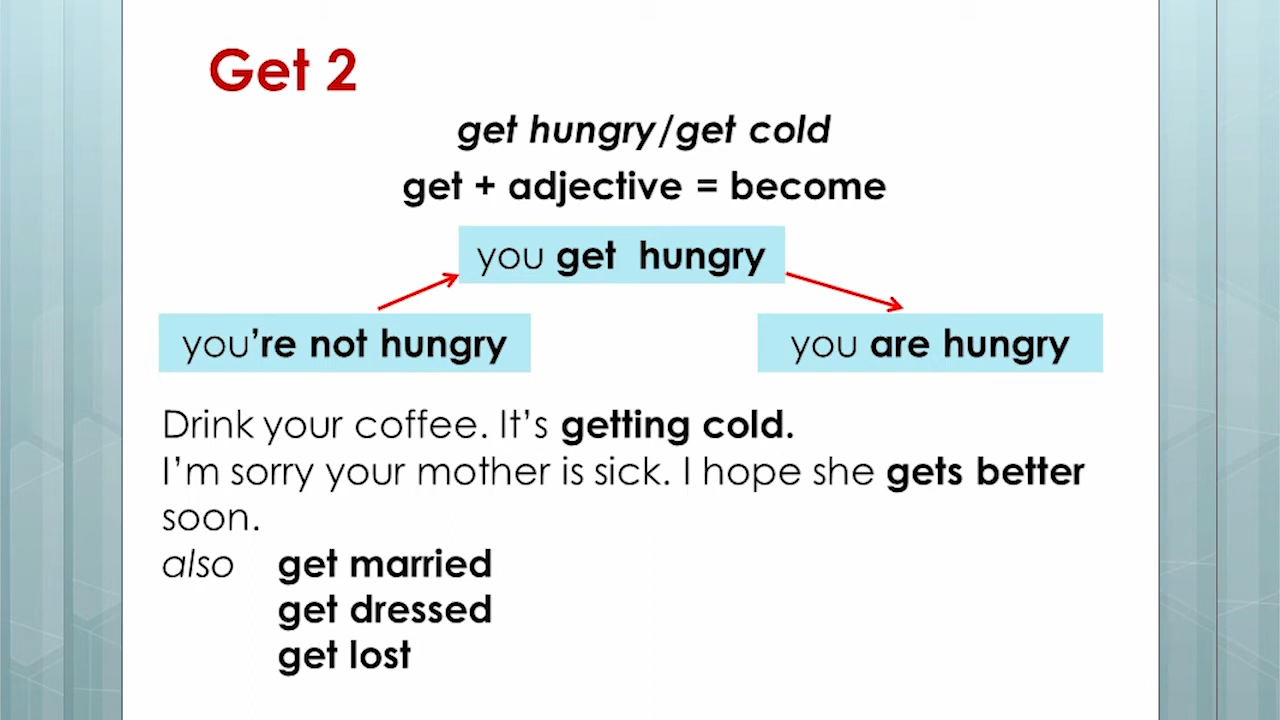 Get 2
get hungry/get cold
get + adjective = become
you get hungry
you're not hungry
you are hungry
Drink your coffee. It's getting cold.
I'm sorry your mother is sick. I hope she gets better
soon.
also get married
get dressed
get lost